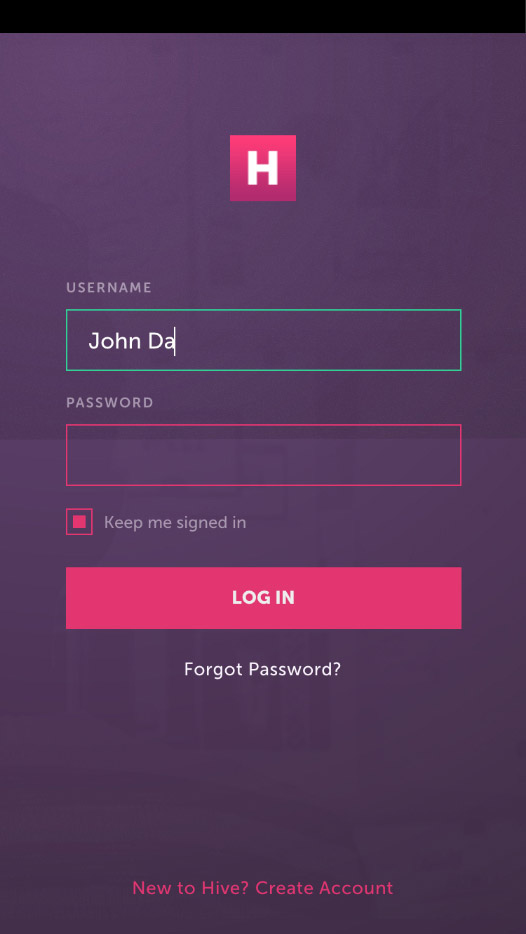 H
USERNAME
John Da
PASSWORD
Keep me signed in
LOG IN
Forgot Password?
New to Hive? Create Account